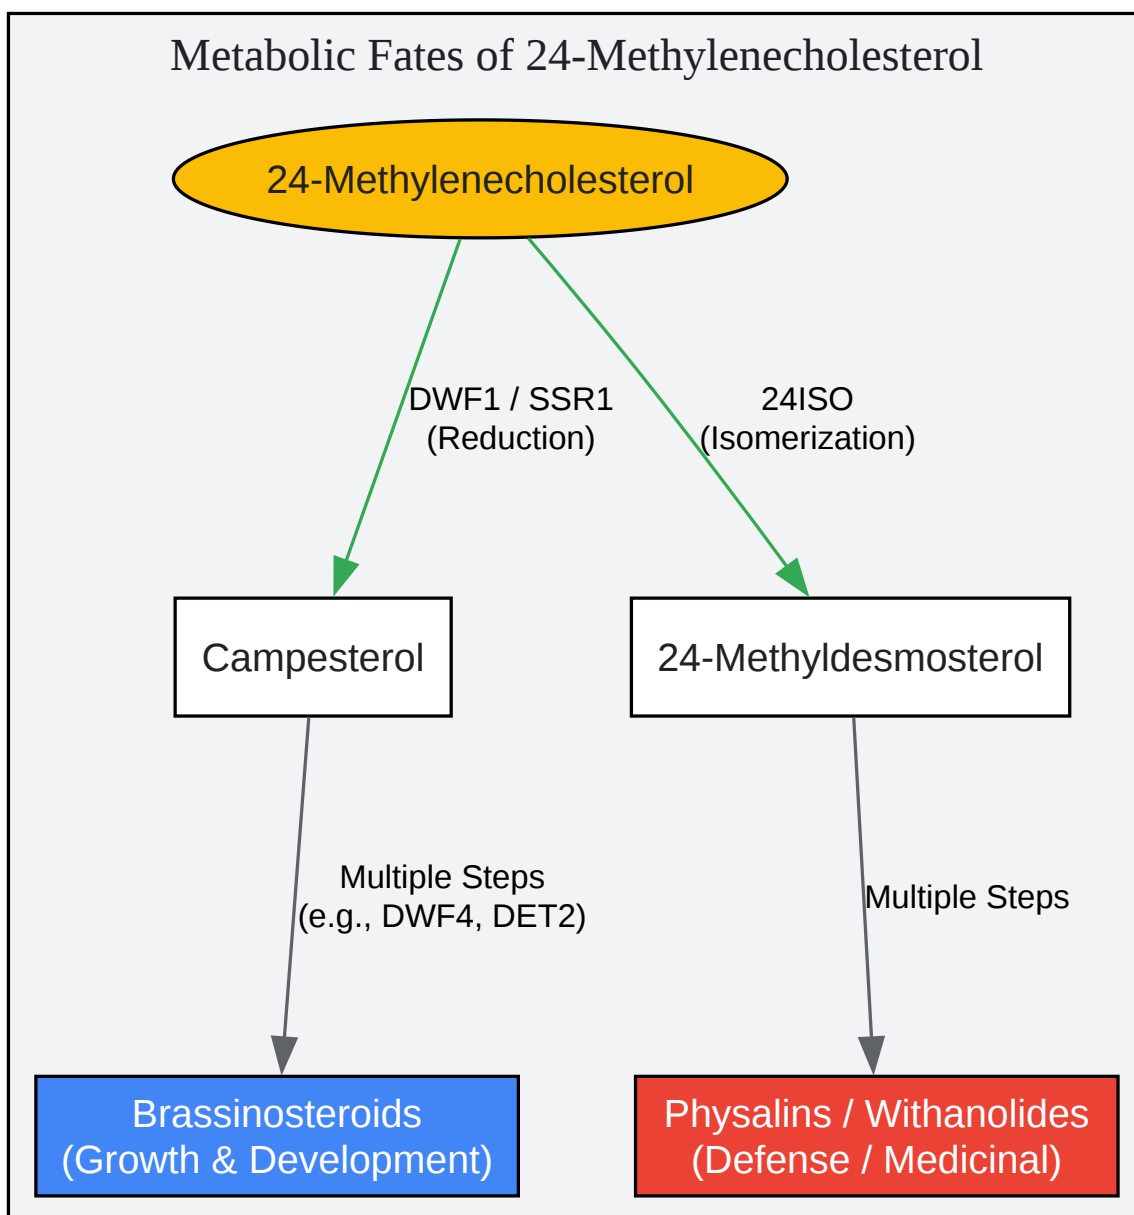 Metabolic Fates of 24-Methylenecholesterol
24-Methylenecholesterol
DWF1 / SSR1
(Reduction)
24ISO
(Isomerization)
Campesterol
24-Methyldesmosterol
Multiple Steps
(e.g., DWF4, DET2)
Multiple Steps
Brassinosteroids
(Growth & Development)
Physalins / Withanolides
(Defense / Medicinal)